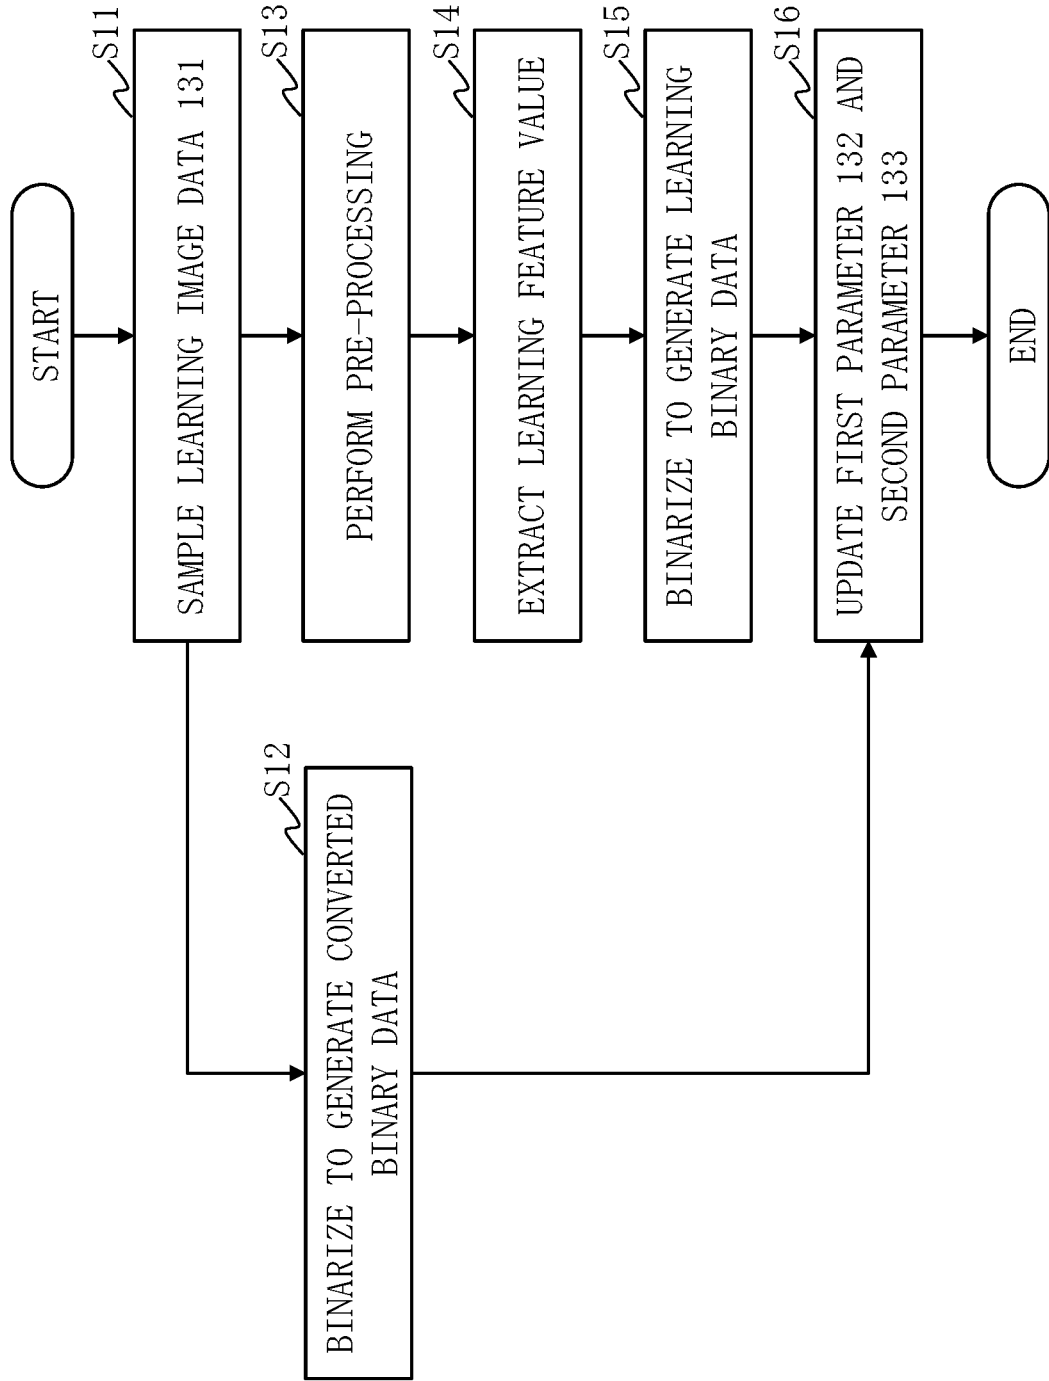 START
S11
SAMPLE LEARNING IMAGE DATA 131
S12
BINARIZE TO GENERATE CONVERTED
BINARY DATA
S13
PERFORM PRE-PROCESSING
S14
EXTRACT LEARNING FEATURE VALUE
S15
BINARIZE TO GENERATE LEARNING
BINARY DATA
S16
UPDATE FIRST PARAMETER 132 AND
SECOND PARAMETER 133
END